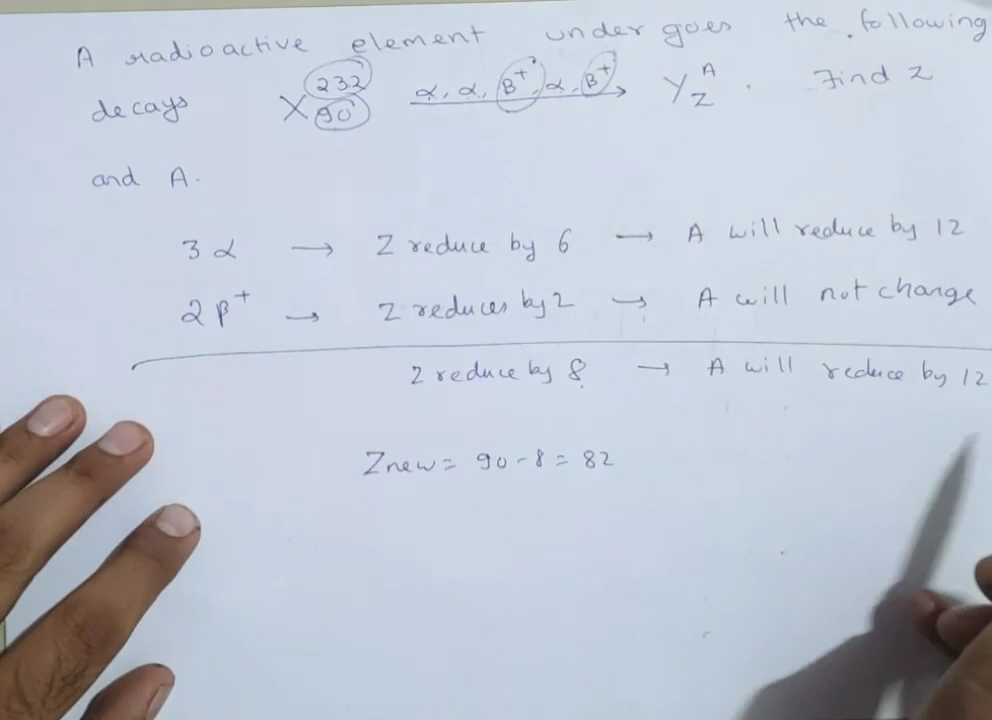 A radioactive element under goes the following
decays X 232 90 α, α, β+, α, β+ → Y A Z . Find Z
and A.
3 α → Z reduce by 6 → A will reduce by 12
2 β+ → Z reduces by 2 → A will not change
Z reduce by 8 → A will reduce by 12
Znew = 90 - 8 = 82